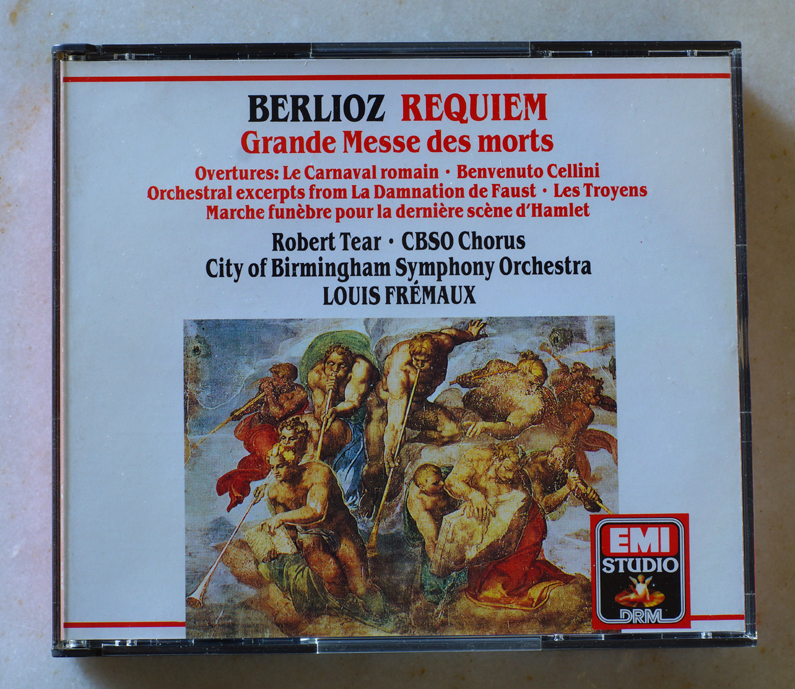 BERLIOZ REQUIEM
Grande Messe des morts
Overtures: Le Carnaval romain · Benvenuto Cellini
Orchestral excerpts from La Damnation de Faust · Les Troyens
Marche funèbre pour la dernière scène d'Hamlet
Robert Tear · CBSO Chorus
City of Birmingham Symphony Orchestra
LOUIS FRÉMAUX
EMI
STUDIO
DRM